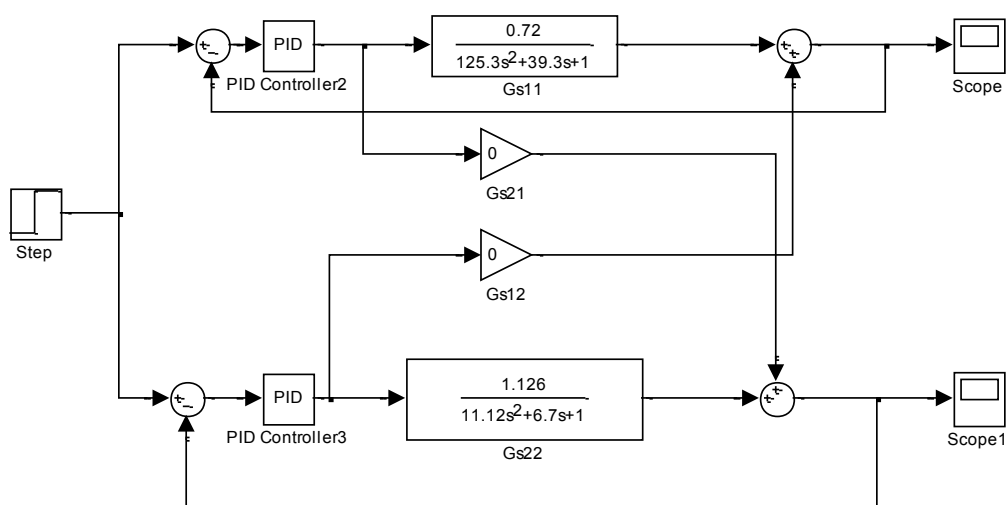 0.72
125.3s²+39.3s+1
Gs11
PID
PID Controller2
Scope
0
Gs21
Step
0
Gs12
PID
PID Controller3
1.126
11.12s²+6.7s+1
Gs22
Scope1